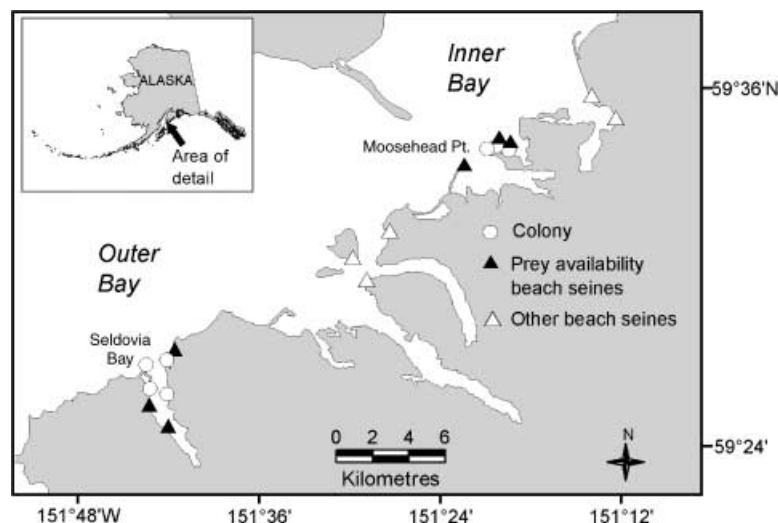 ALASKA
Area of
detail
Inner
Bay
59°36'N
Moosehead Pt.
Colony
Prey availability
beach seines
Other beach seines
Outer
Bay
Seldovia
Bay
0 2 4 6
Kilometres
N
59°24'
151°48'W 151°36' 151°24' 151°12'